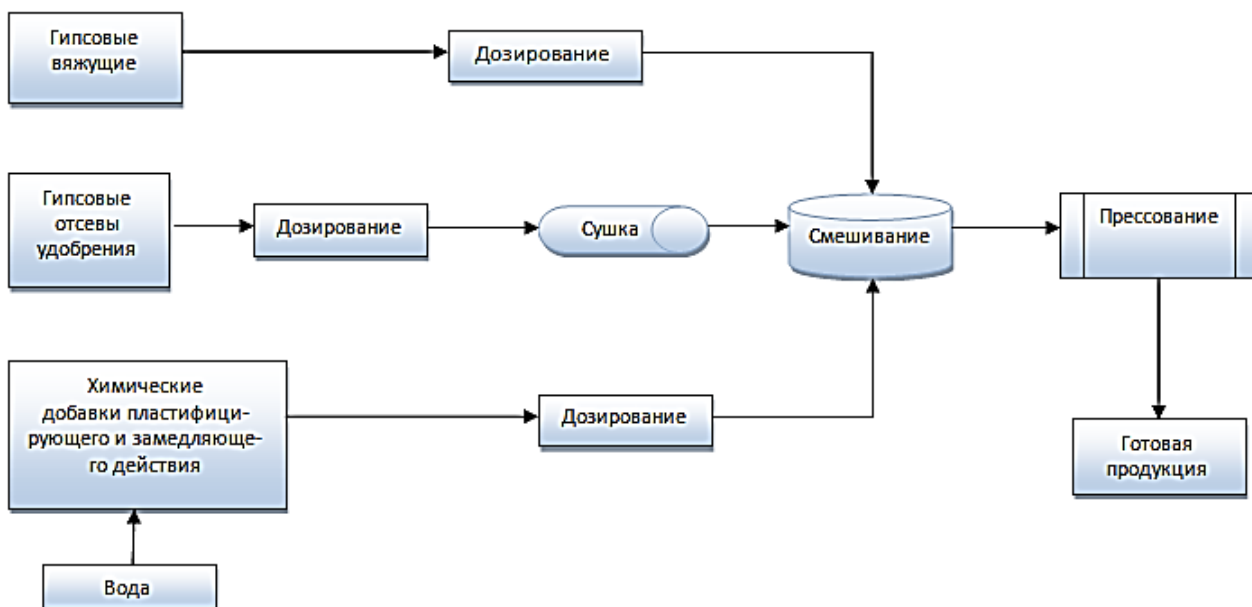 Гипсовые
вяжущие
Дозирование
Гипсовые
отсевы
удобрения
Дозирование
Сушка
Смешивание
Прессование
Химические
добавки пластифици-
рующего и замедляюще-
го действия
Дозирование
Готовая
продукция
Вода